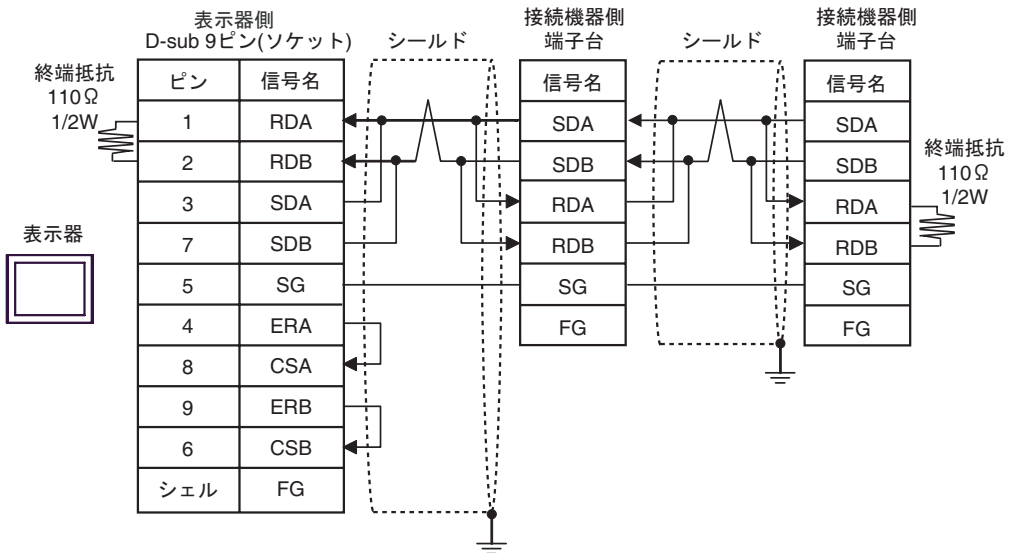 表示器側
D-sub 9ピン(ソケット)
シールド
接続機器側
端子台
シールド
接続機器側
端子台
終端抵抗
110Ω
1/2W
ピン 信号名
1 RDA
2 RDB
3 SDA
7 SDB
5 SG
4 ERA
8 CSA
9 ERB
6 CSB
シェル FG
表示器
信号名
SDA
SDB
RDA
RDB
SG
FG
信号名
SDA
SDB
RDA
RDB
SG
FG
終端抵抗
110Ω
1/2W